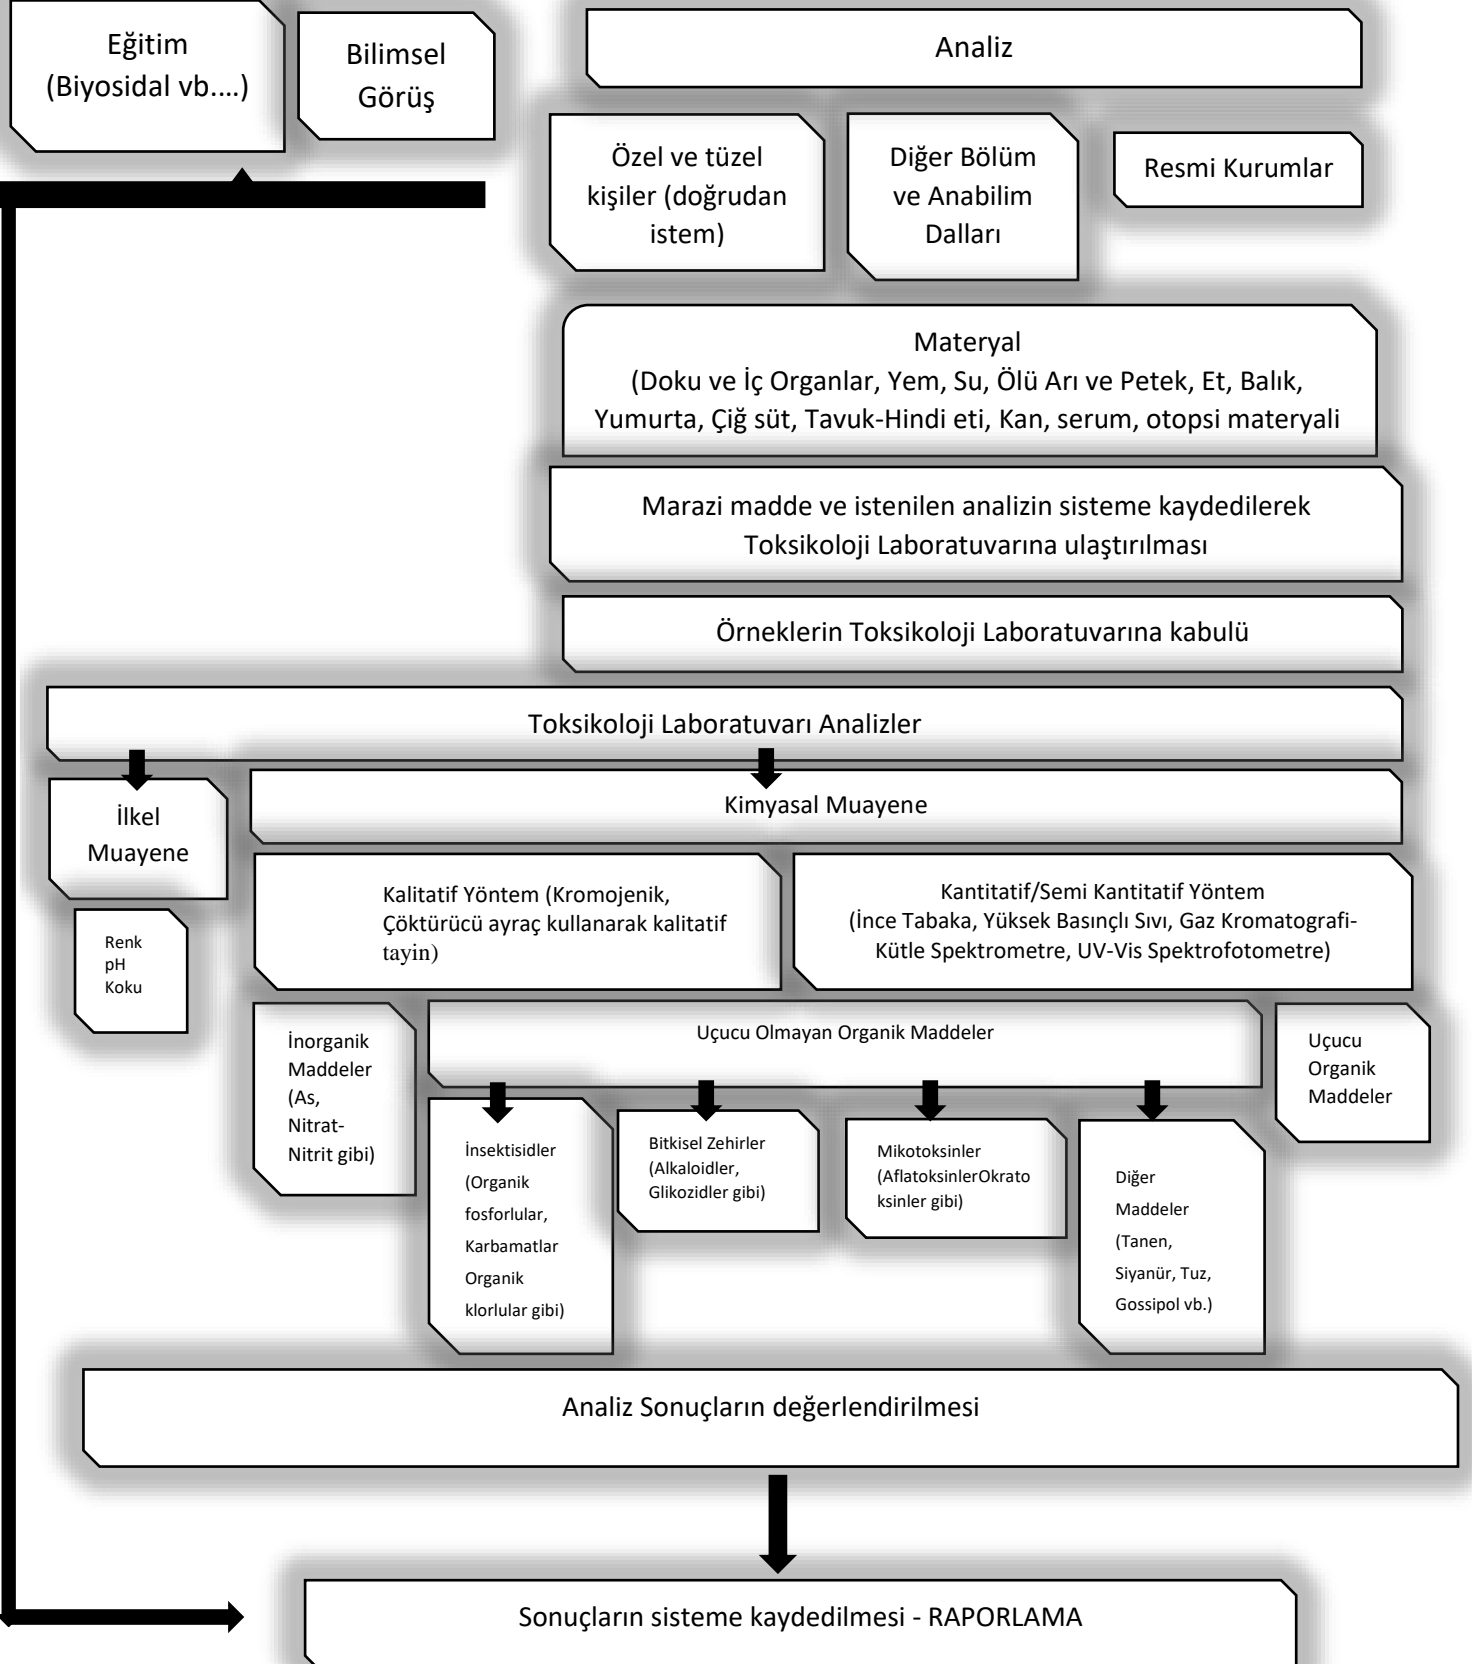 Eğitim
(Biyosidal vb....)
Bilimsel
Görüş
Analiz
Özel ve tüzel
kişiler (doğrudan
istem)
Diğer Bölüm
ve Anabilim
Dalları
Resmi Kurumlar
Materyal
(Doku ve İç Organlar, Yem, Su, Ölü Arı ve Petek, Et, Balık,
Yumurta, Çiğ süt, Tavuk-Hindi eti, Kan, serum, otopsi materyali
Marazi madde ve istenilen analizin sisteme kaydedilerek
Toksikoloji Laboratuvarına ulaştırılması
Örneklerin Toksikoloji Laboratuvarına kabulü
Toksikoloji Laboratuvarı Analizler
İlkel
Muayene
Kimyasal Muayene
Renk
pH
Koku
Kalitatif Yöntem (Kromojenik,
Çöktürücü ayraç kullanarak kalitatif
tayin)
Kantitatif/Semi Kantitatif Yöntem
(İnce Tabaka, Yüksek Basınçlı Sıvı, Gaz Kromatografi-
Kütle Spektrometre, UV-Vis Spektrofotometre)
İnorganik
Maddeler
(As,
Nitrat-
Nitrit gibi)
Uçucu Olmayan Organik Maddeler
Uçucu
Organik
Maddeler
İnsektisidler
(Organik
fosforlular,
Karbamatlar
Organik
klorlular gibi)
Bitkisel Zehirler
(Alkaloidler,
Glikozidler gibi)
Mikotoksinler
(AflatoksinlerOkrato
ksinler gibi)
Diğer
Maddeler
(Tanen,
Siyanür, Tuz,
Gossipol vb.)
Analiz Sonuçların değerlendirilmesi
Sonuçların sisteme kaydedilmesi - RAPORLAMA